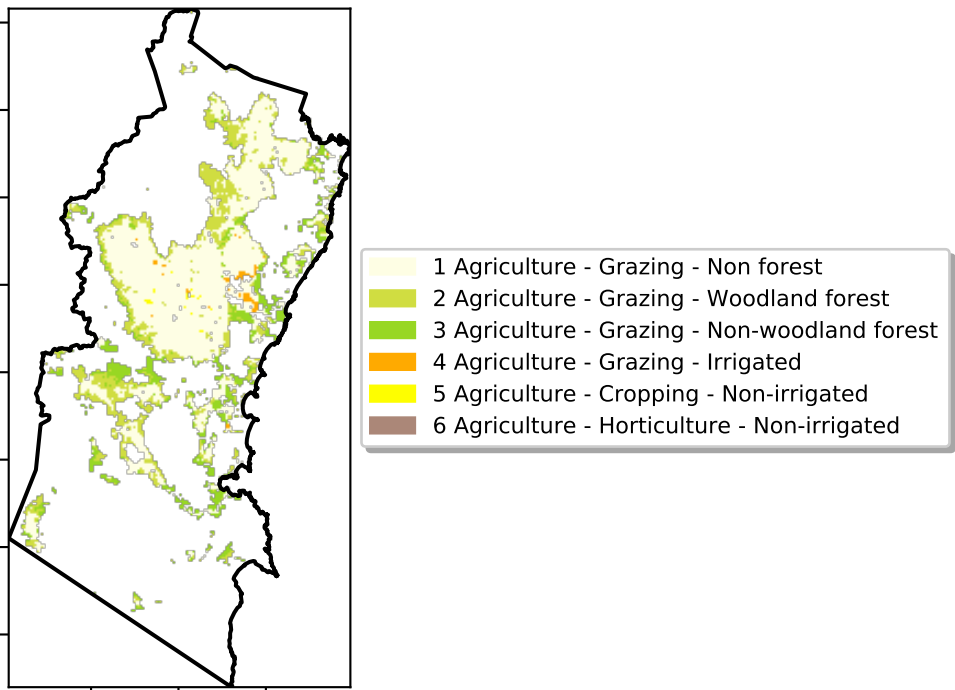 1 Agriculture - Grazing - Non forest
2 Agriculture - Grazing - Woodland forest
3 Agriculture - Grazing - Non-woodland forest
4 Agriculture - Grazing - Irrigated
5 Agriculture - Cropping - Non-irrigated
6 Agriculture - Horticulture - Non-irrigated